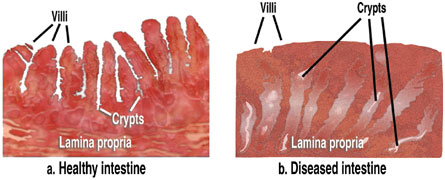 Villi
Crypts
Lamina propria
a. Healthy intestine
Villi
Crypts
Lamina propria
b. Diseased intestine